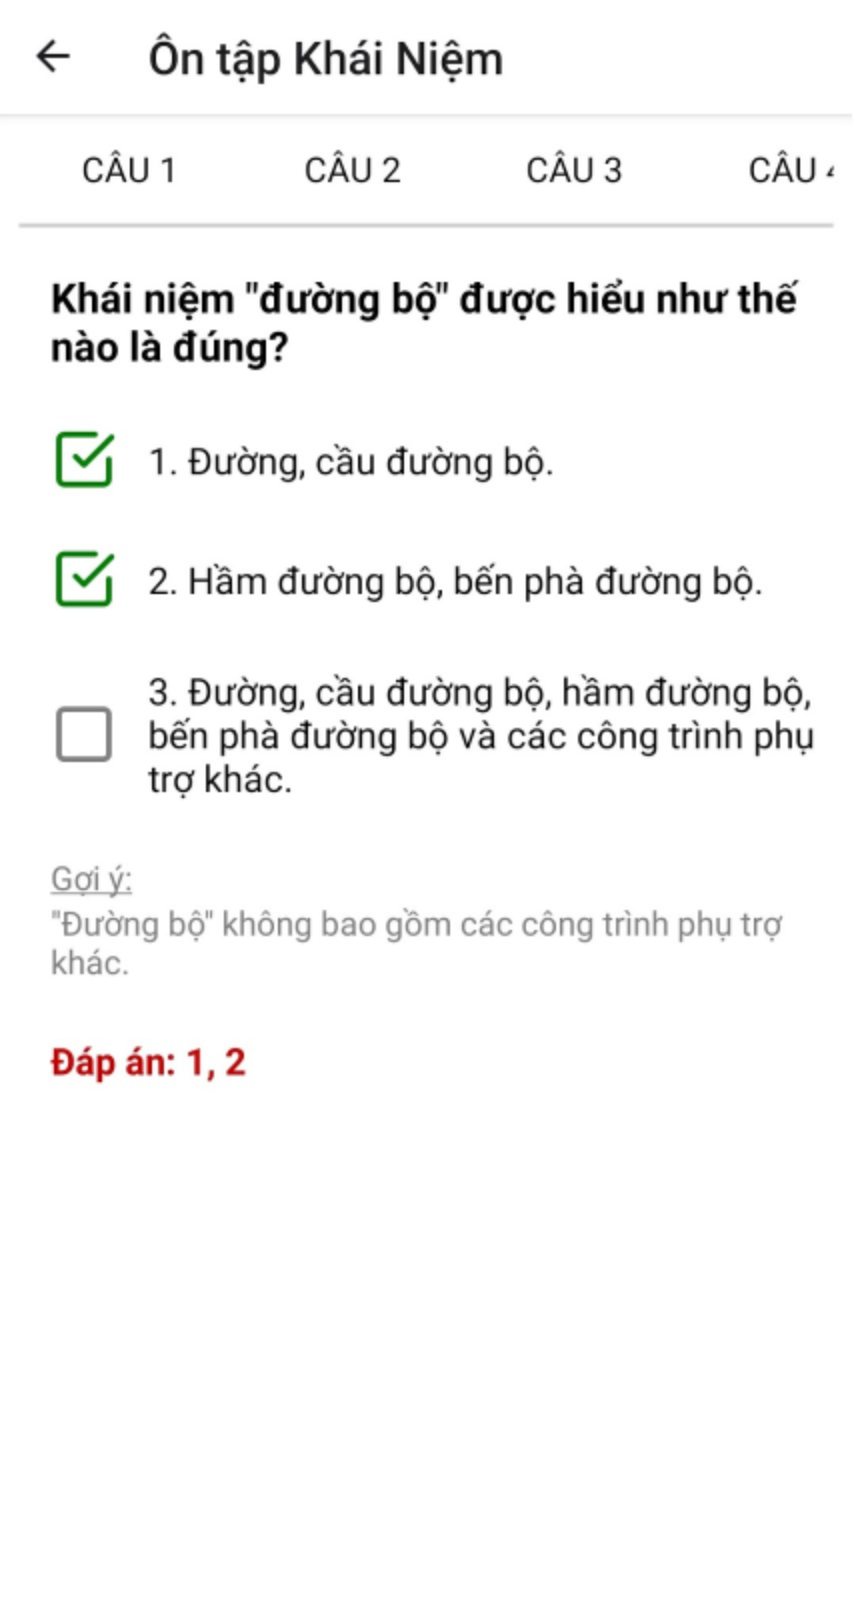 Ôn tập Khái Niệm
CÂU 1 CÂU 2 CÂU 3 CÂU
Khái niệm "đường bộ" được hiểu như thế
nào là đúng?
1. Đường, cầu đường bộ.
2. Hầm đường bộ, bến phà đường bộ.
3. Đường, cầu đường bộ, hầm đường bộ,
bến phà đường bộ và các công trình phụ
trợ khác.
Gợi ý:
"Đường bộ" không bao gồm các công trình phụ trợ
khác.
Đáp án: 1, 2